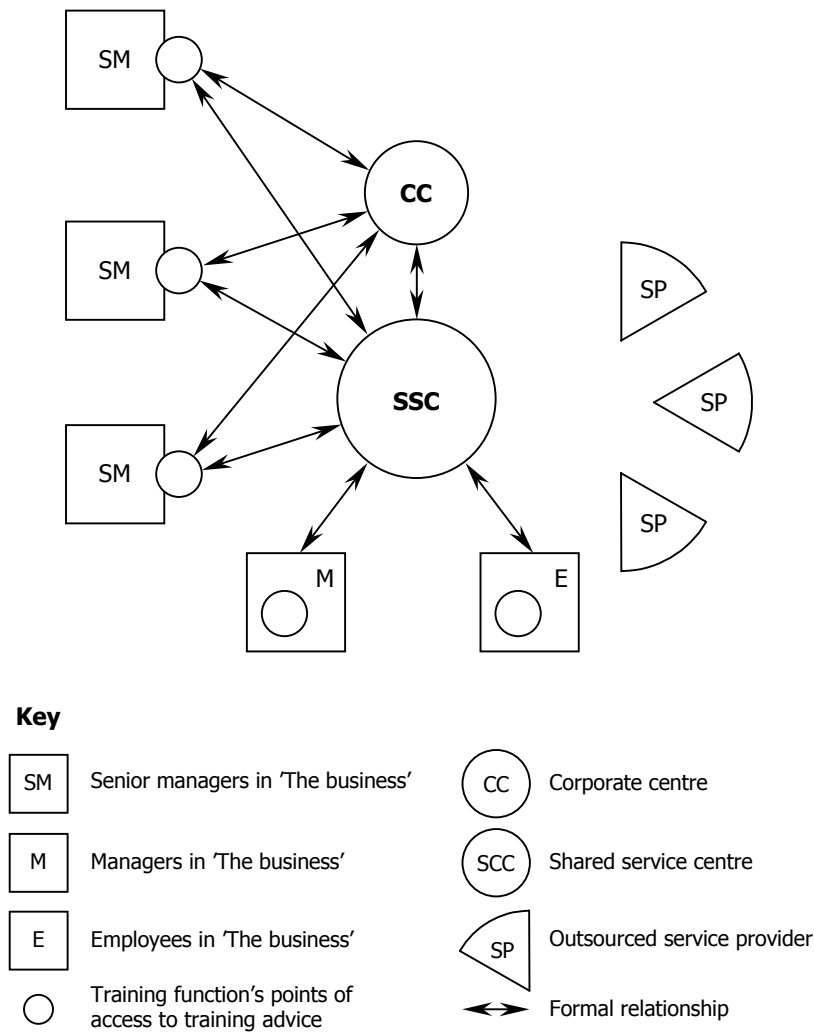 SM
CC
SM
SP
SP
SSC
SM
SP
M
E
Key
SM Senior managers in 'The business'
CC Corporate centre
M Managers in 'The business'
SCC Shared service centre
E Employees in 'The business'
SP Outsourced service provider
Training function's points of
access to training advice
Formal relationship